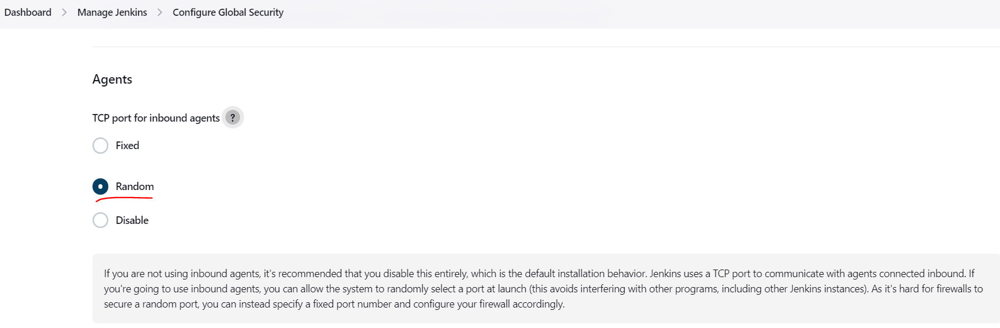 Dashboard > Manage Jenkins > Configure Global Security
Agents
TCP port for inbound agents ?
Fixed
Random
Disable
If you are not using inbound agents, it's recommended that you disable this entirely, which is the default installation behavior. Jenkins uses a TCP port to communicate with agents connected inbound. If
you're going to use inbound agents, you can allow the system to randomly select a port at launch (this avoids interfering with other programs, including other Jenkins instances). As it's hard for firewalls to
secure a random port, you can instead specify a fixed port number and configure your firewall accordingly.